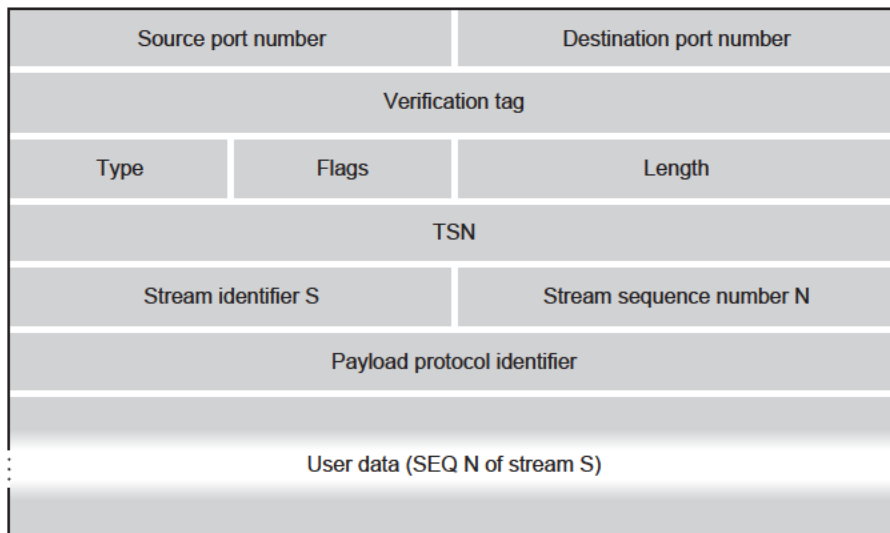 Source port number
Destination port number
Verification tag
Type
Flags
Length
TSN
Stream identifier S
Stream sequence number N
Payload protocol identifier
User data (SEQ N of stream S)